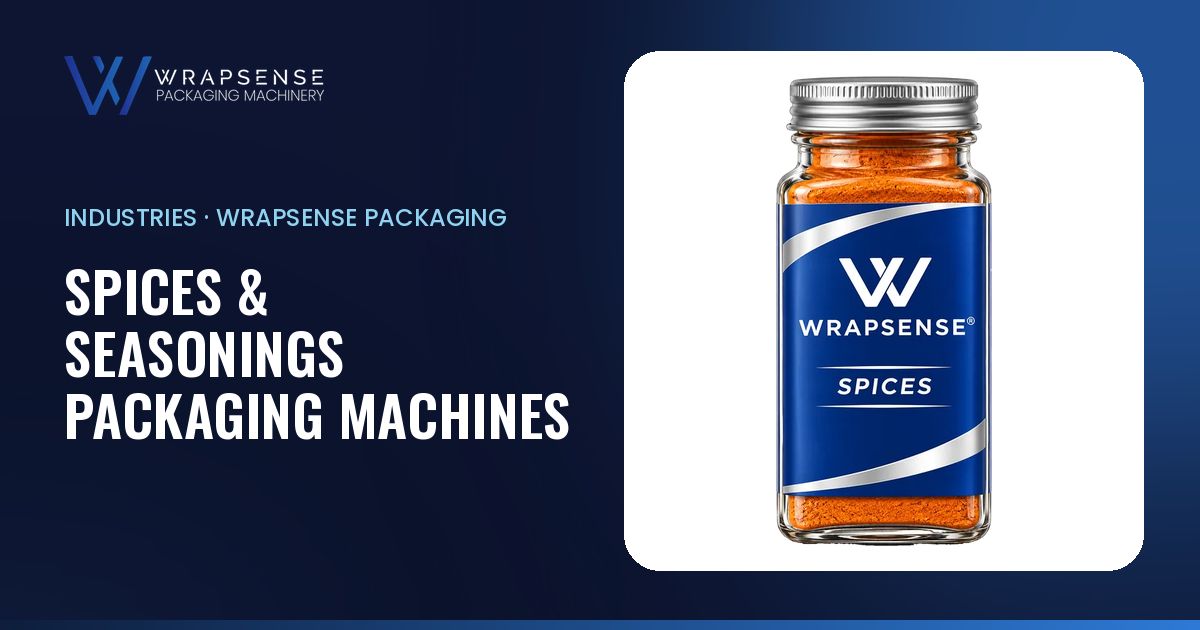 WRAPSENSE
PACKAGING MACHINERY
INDUSTRIES · WRAPSENSE PACKAGING
SPICES &
SEASONINGS
PACKAGING MACHINES
W
WRAPSENSE®
SPICES